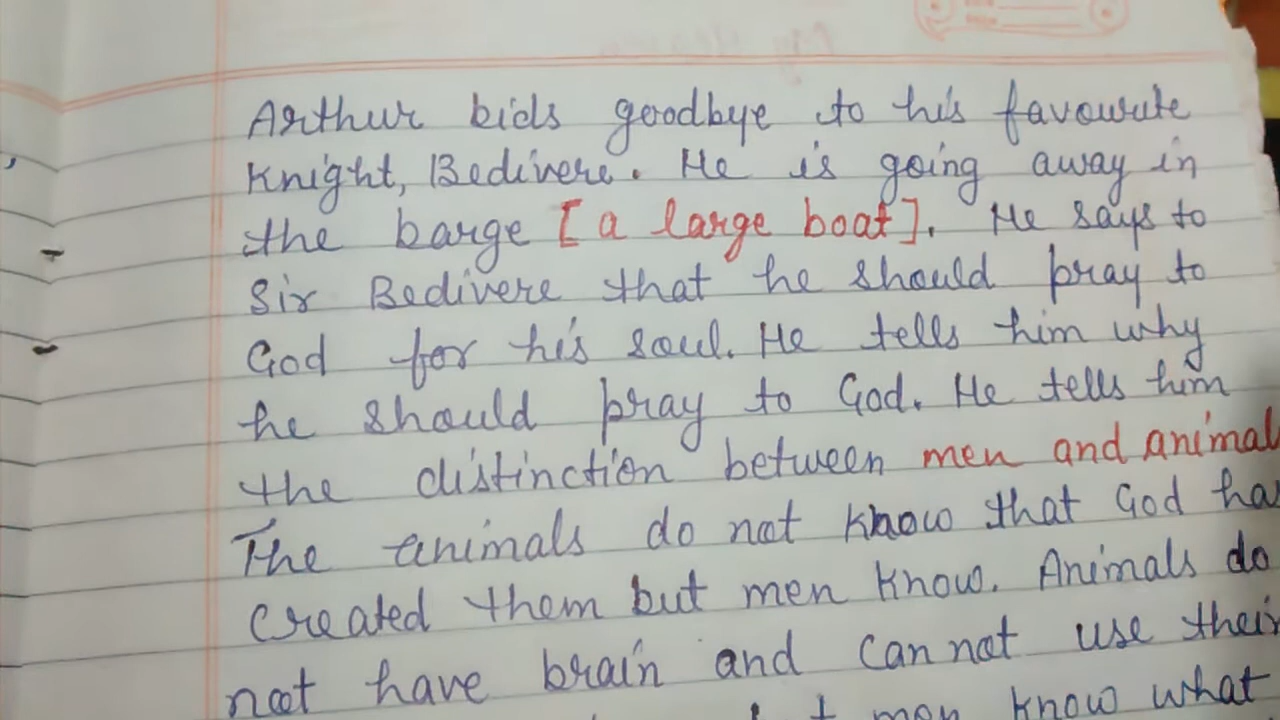 Arthur bids goodbye to his favourite
Knight, Bedivere. He is going away in
the barge [a large boat]. He says to
Sir Bedivere that he should pray to
God for his soul. He tells him why
he should pray to God. He tells him
the distinction between men and animal
The animals do not know that God ha
created them but men know. Animals do
not have brain and can not use their
men know what